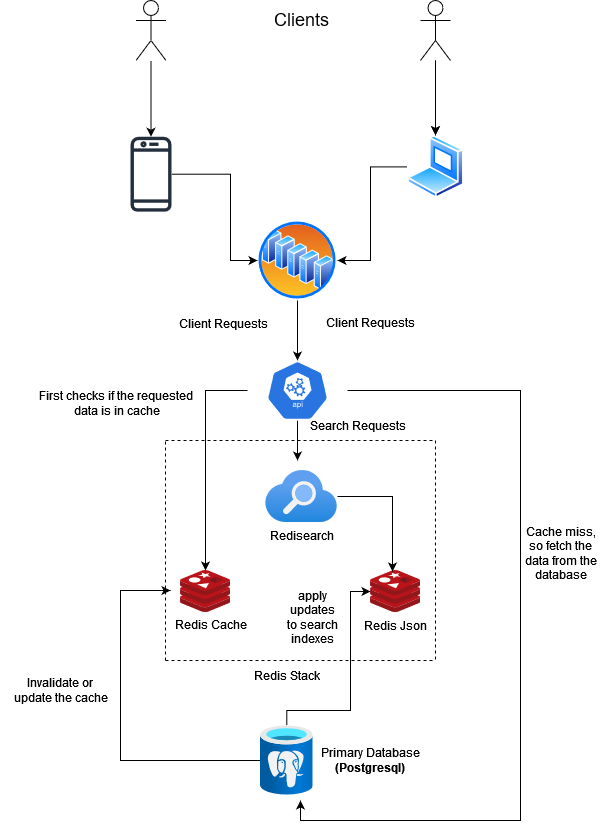 Clients
Client Requests
Client Requests
api
First checks if the requested
data is in cache
Search Requests
Redisearch
Cache miss,
so fetch the
data from the
database
Redis Cache
apply
updates
to search
indexes
Redis Json
Redis Stack
Invalidate or
update the cache
Primary Database
(Postgresql)